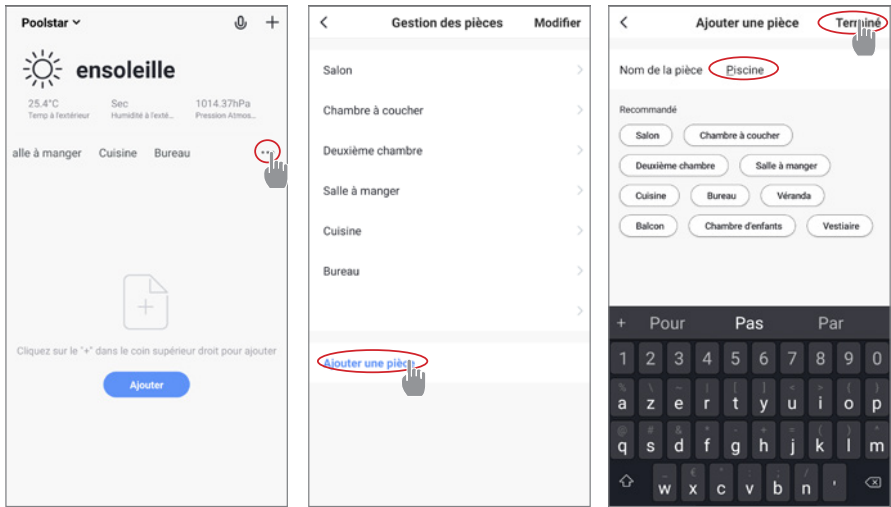 Poolstar
ensoleille
25.4°C Sec 1014.37hPa
Temp à l'extérieur Humidité à l'exté... Pression Atmos...
alle à manger Cuisine Bureau ...
Cliquez sur le "+" dans le coin supérieur droit pour ajouter
Ajouter
Gestion des pièces Modifier
Salon
Chambre à coucher
Deuxième chambre
Salle à manger
Cuisine
Bureau
Ajouter une pièce
Ajouter une pièce Terminé
Nom de la pièce Piscine
Recommandé
Salon Chambre à coucher
Deuxième chambre Salle à manger
Cuisine Bureau Véranda
Balcon Chambre d'enfants Vestiaire
+ Pour Pas Par
1 2 3 4 5 6 7 8 9 0
a z e r t y u i o p
q s d f g h j k l m
w x c v b n '